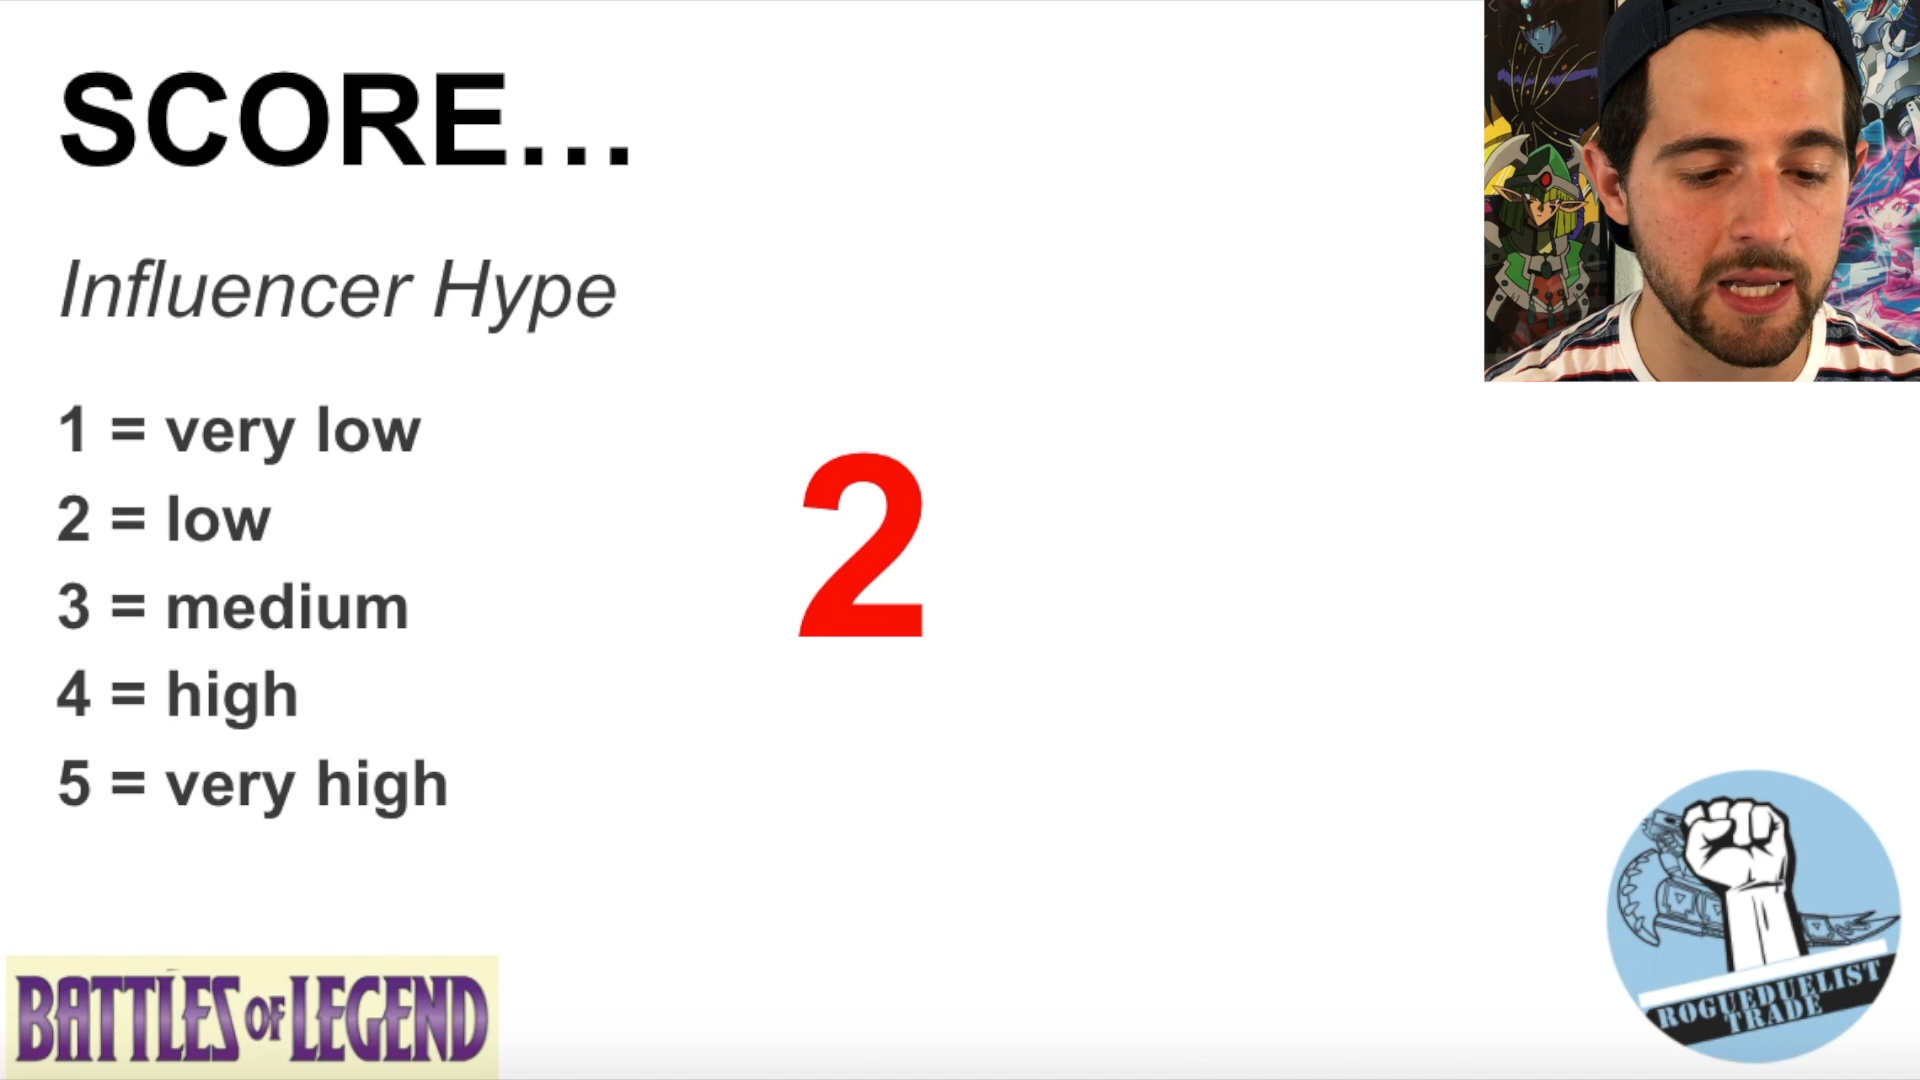 SCORE...
Influencer Hype
1 = very low
2 = low
3 = medium
4 = high
5 = very high
2
BATTLES OF LEGEND
ROGUEDUELIST
TRADE